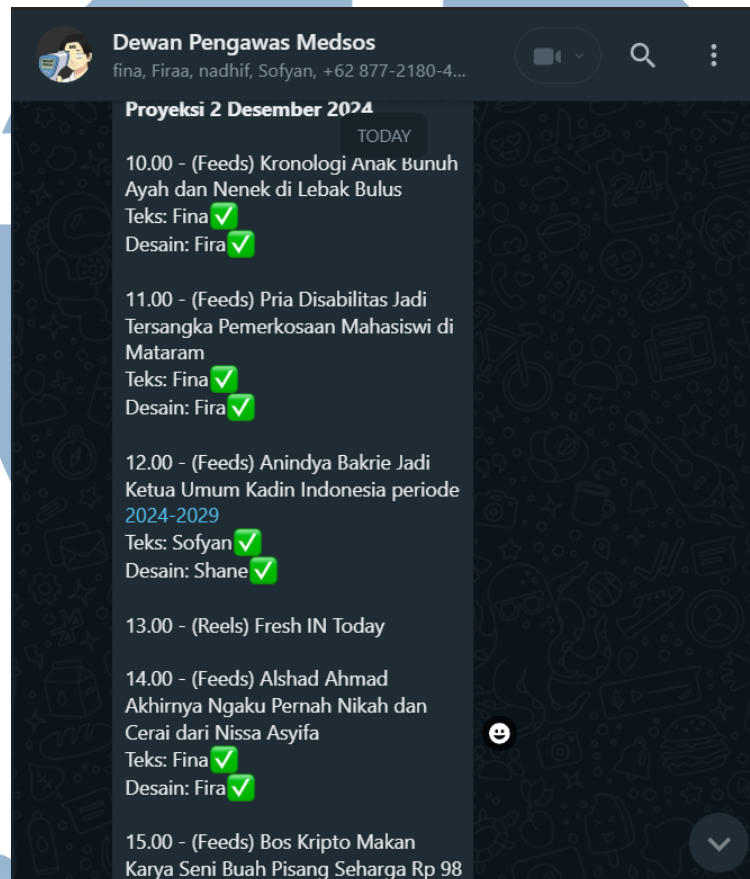 Dewan Pengawas Medsos
fina, Firaa, nadhif, Sofyan, +62 877-2180-4...
Proyeksi 2 Desember 2024
TODAY
10.00 - (Feeds) Kronologi Anak Bunuh
Ayah dan Nenek di Lebak Bulus
Teks: Fina✅
Desain: Fira✅
11.00 - (Feeds) Pria Disabilitas Jadi
Tersangka Pemerkosaan Mahasiswi di
Mataram
Teks: Fina✅
Desain: Fira✅
12.00 - (Feeds) Anindya Bakrie Jadi
Ketua Umum Kadin Indonesia periode
2024-2029
Teks: Sofyan✅
Desain: Shane✅
13.00 - (Reels) Fresh IN Today
14.00 - (Feeds) Alshad Ahmad
Akhirnya Ngaku Pernah Nikah dan
Cerai dari Nissa Asyifa
Teks: Fina✅
Desain: Fira✅
15.00 - (Feeds) Bos Kripto Makan
Karya Seni Buah Pisang Seharga Rp 98